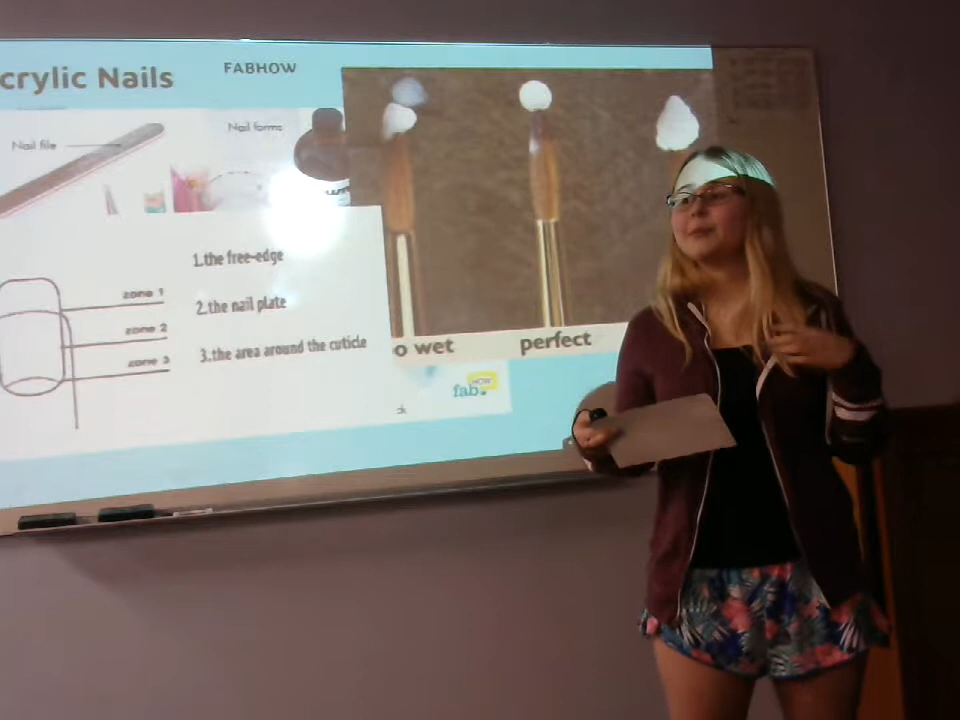 crylic Nails
FABHOW
Nail file
Nail forms
1.the free-edge
zone 1
2.the nail plate
zone 2
3.the area around the cuticle
zone 3
o wet
perfect
fab.
HOW